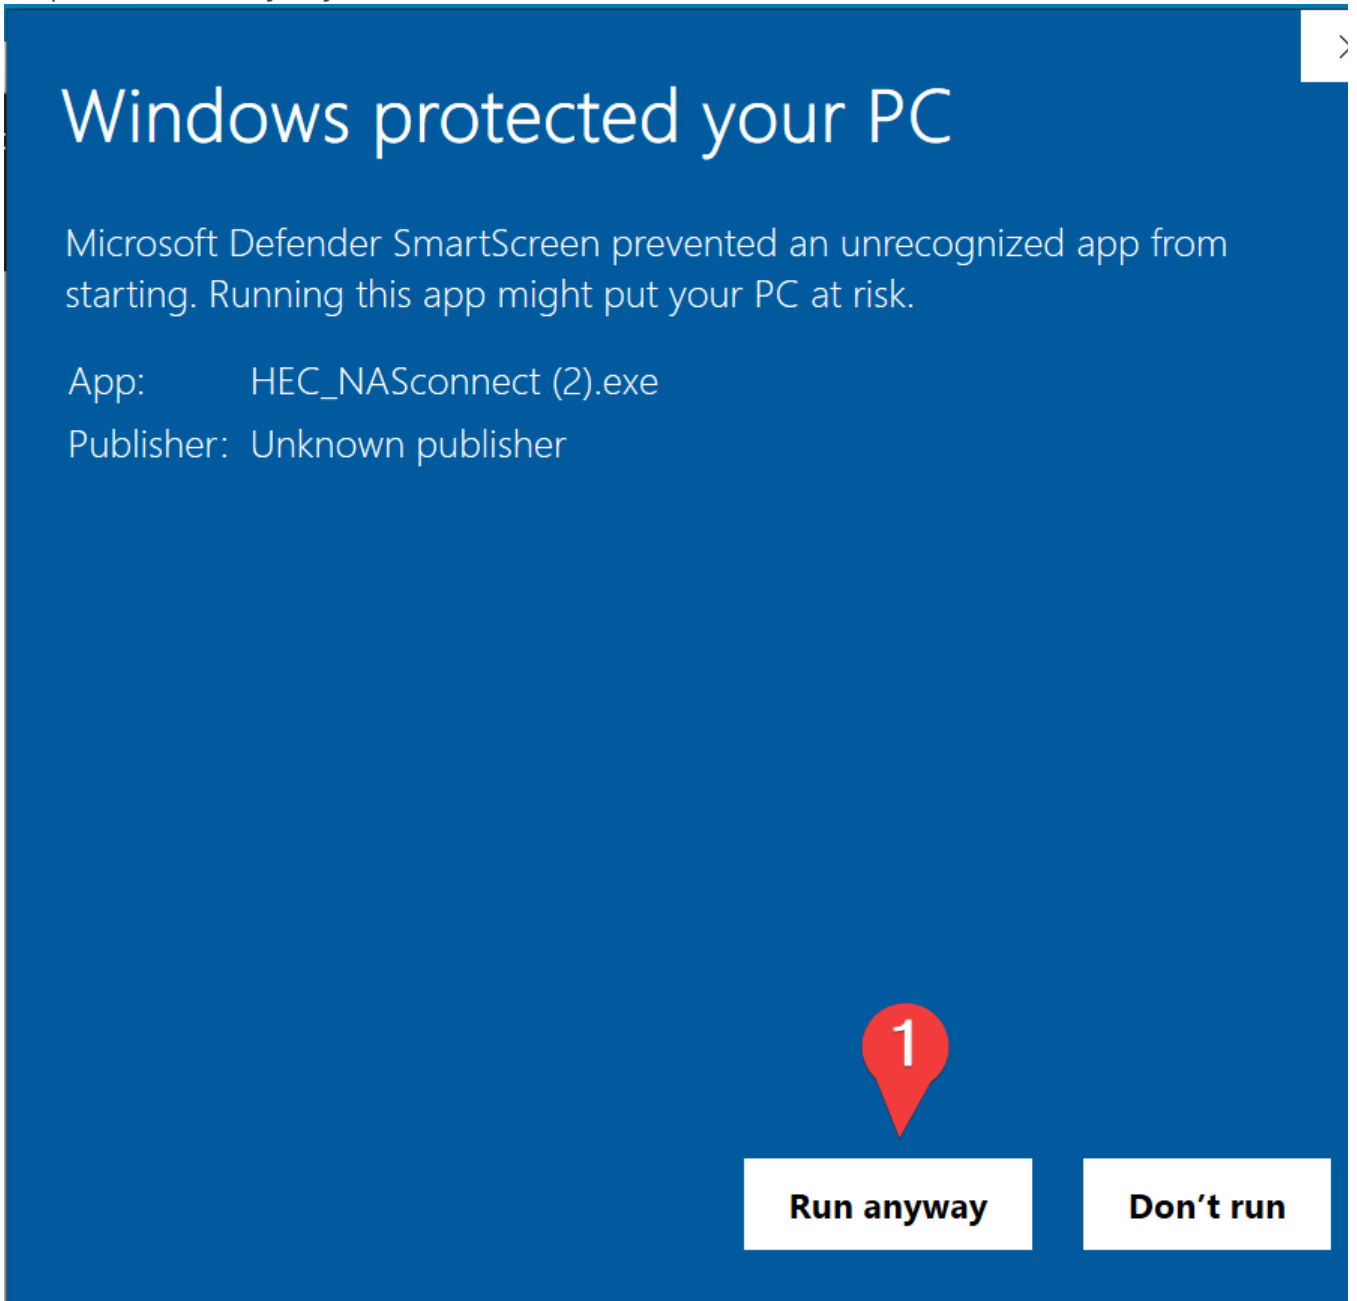 Windows protected your PC
Microsoft Defender SmartScreen prevented an unrecognized app from
starting. Running this app might put your PC at risk.
App: HEC_NASconnect (2).exe
Publisher: Unknown publisher
1
Run anyway Don't run